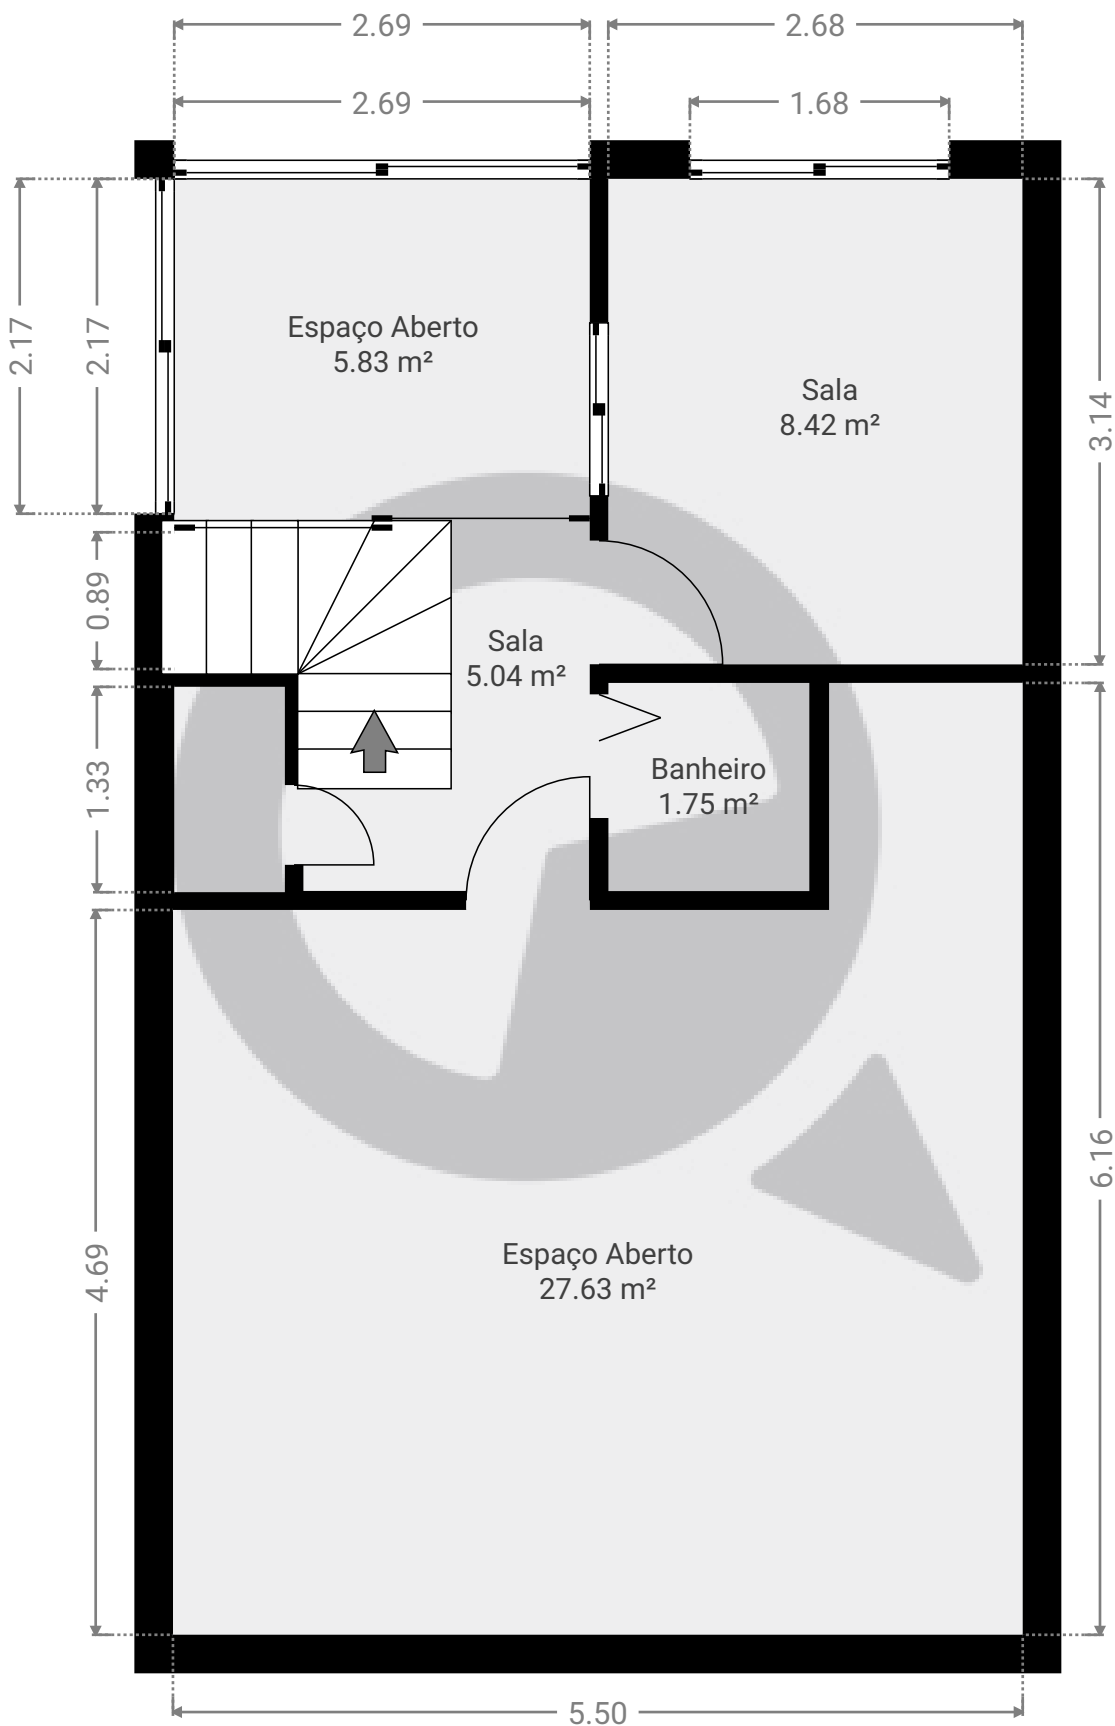 2.69
2.68
2.69
1.68
2.17
2.17
Espaço Aberto
5.83 m²
Sala
8.42 m²
3.14
0.89
Sala
5.04 m²
1.33
Banheiro
1.75 m²
4.69
6.16
Espaço Aberto
27.63 m²
5.50